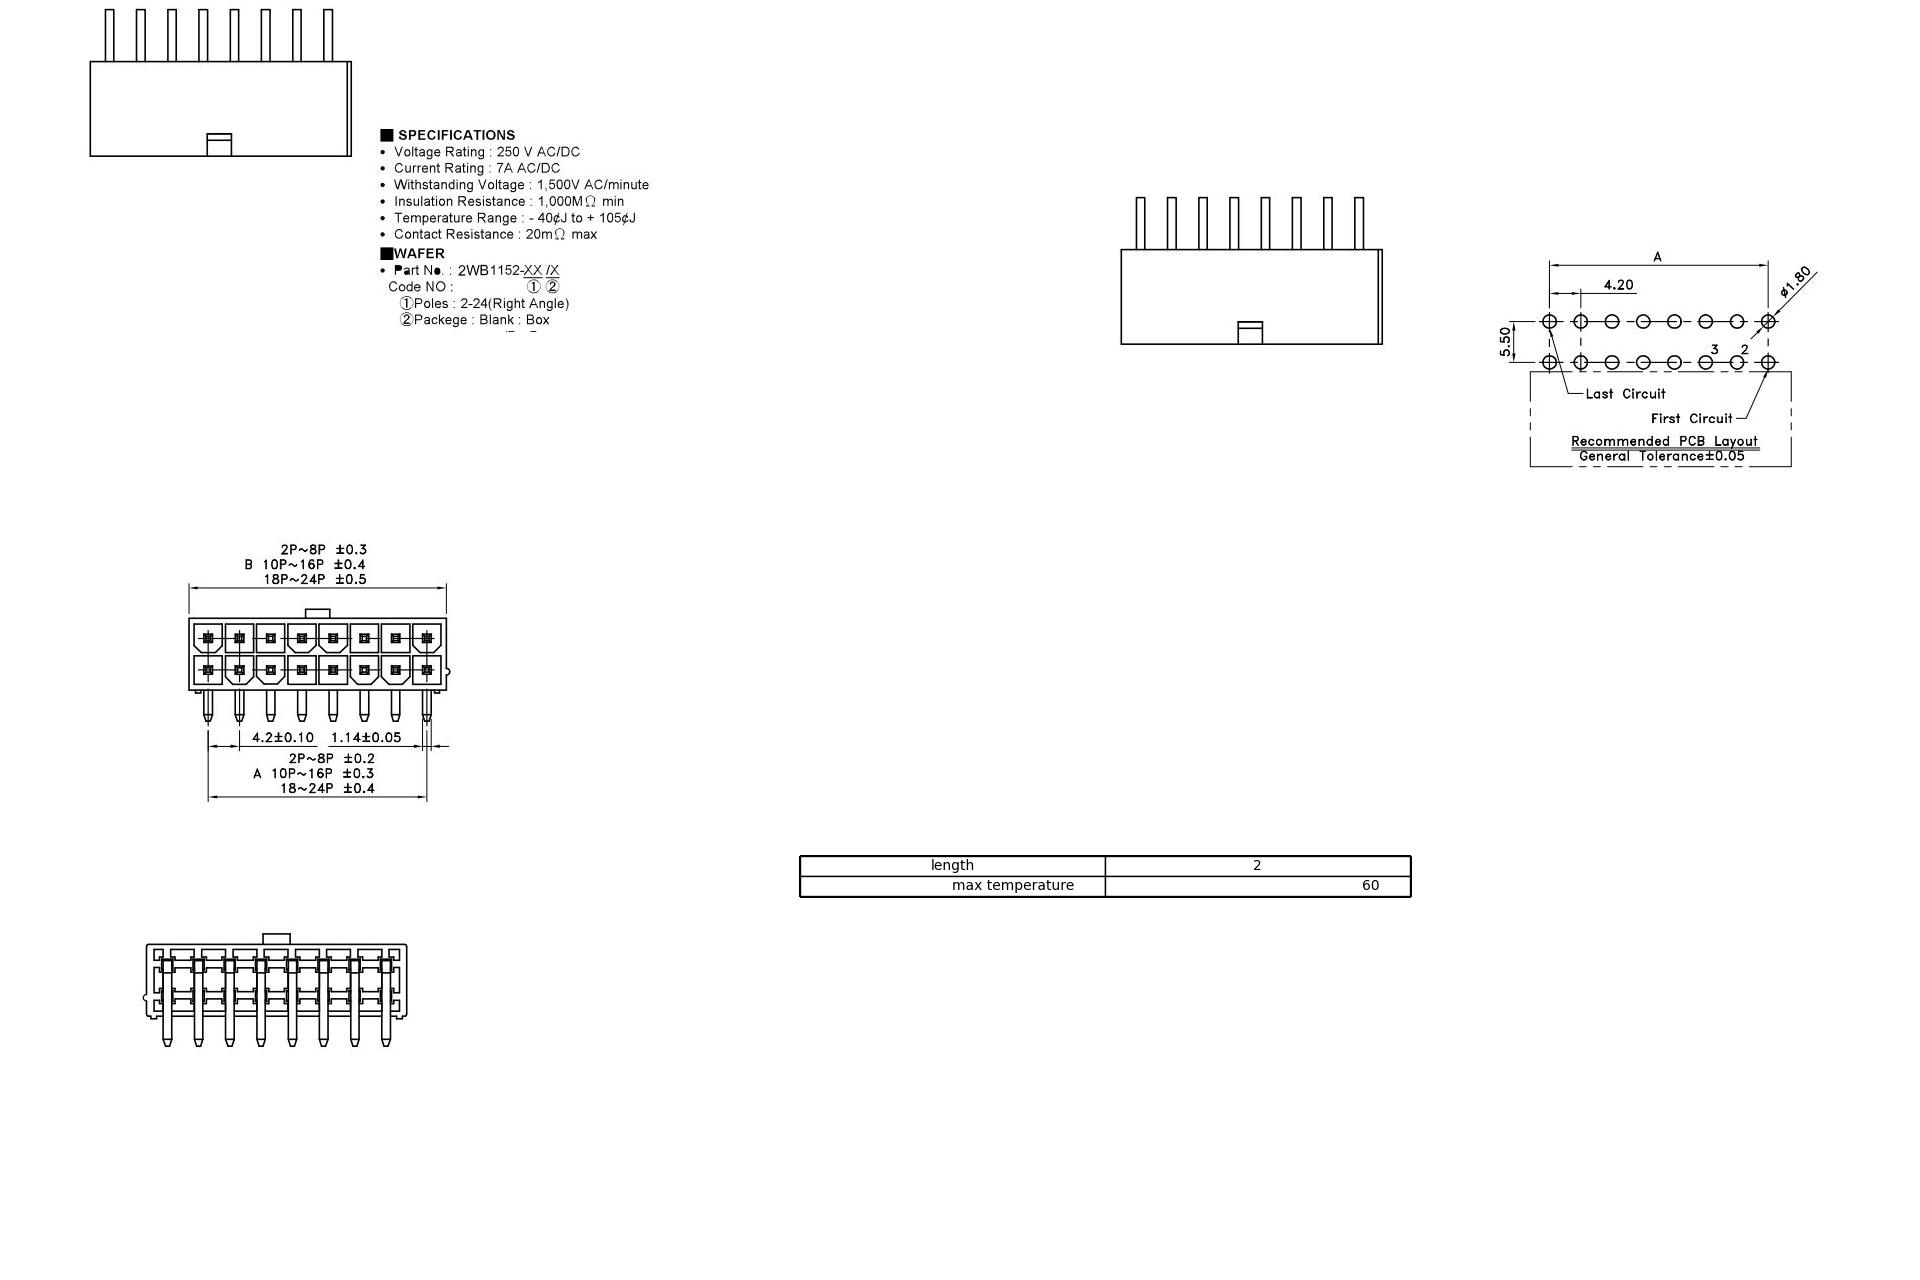 ■ SPECIFICATIONS
• Voltage Rating : 250 V AC/DC
• Current Rating : 7A AC/DC
• Withstanding Voltage : 1,500V AC/minute
• Insulation Resistance : 1,000MΩ min
• Temperature Range : - 40¢J to + 105¢J
• Contact Resistance : 20mΩ max
■WAFER
• Part No. : 2WB1152-XX /X
Code NO : ① ②
①Poles : 2-24(Right Angle)
②Packege : Blank : Box
A
4.20
ø1.80
5.50
3 2
Last Circuit
First Circuit
Recommended PCB Layout
General Tolerance±0.05
2P~8P ±0.3
B 10P~16P ±0.4
18P~24P ±0.5
4.2±0.10 1.14±0.05
2P~8P ±0.2
A 10P~16P ±0.3
18~24P ±0.4
length 2
max temperature 60